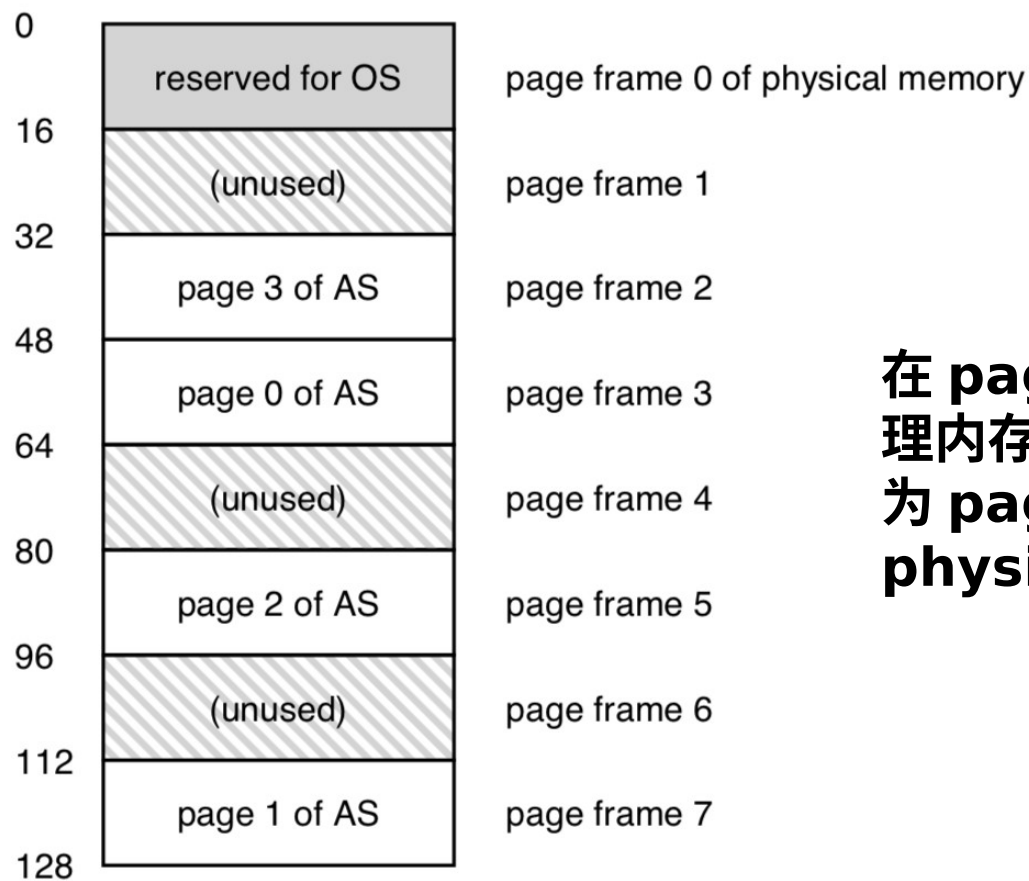 0
reserved for OS
page frame 0 of physical memory
16
(unused)
page frame 1
32
page 3 of AS
page frame 2
48
page 0 of AS
page frame 3
64
(unused)
page frame 4
80
page 2 of AS
page frame 5
96
(unused)
page frame 6
112
page 1 of AS
page frame 7
128
在
理内存
为